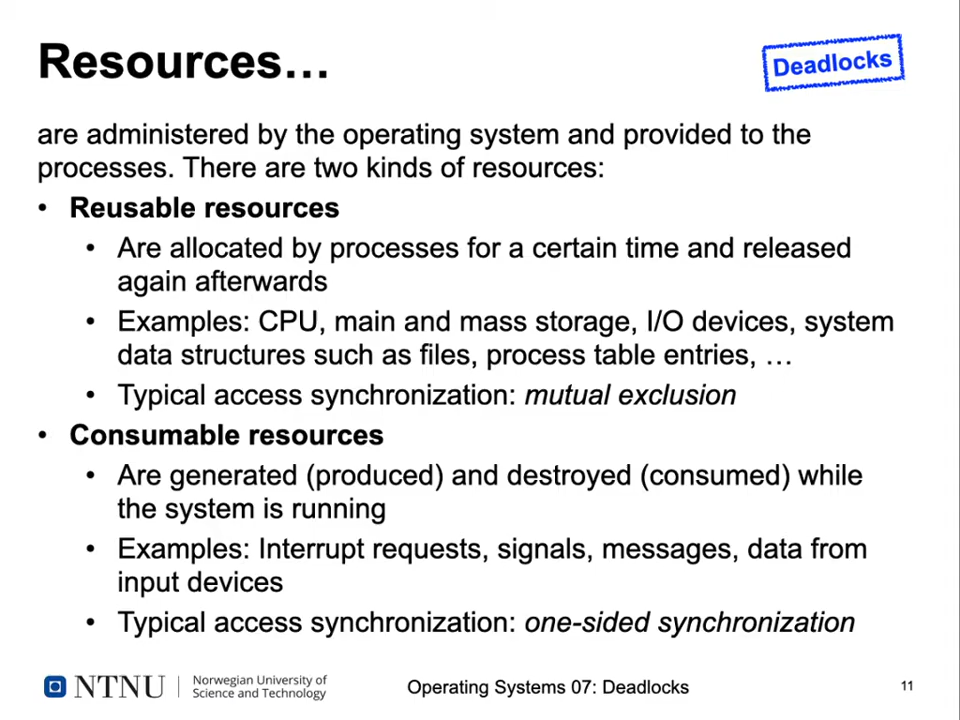 Resources…
Deadlocks
are administered by the operating system and provided to the
processes. There are two kinds of resources:
• Reusable resources
• Are allocated by processes for a certain time and released
again afterwards
• Examples: CPU, main and mass storage, I/O devices, system
data structures such as files, process table entries, …
• Typical access synchronization: mutual exclusion
• Consumable resources
• Are generated (produced) and destroyed (consumed) while
the system is running
• Examples: Interrupt requests, signals, messages, data from
input devices
• Typical access synchronization: one-sided synchronization
NTNU
Norwegian University of
Science and Technology
Operating Systems 07: Deadlocks
11